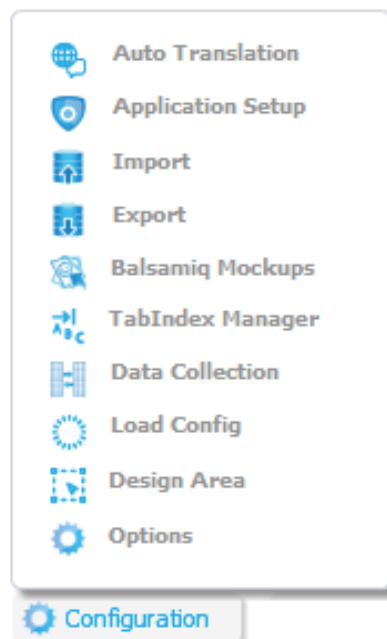 Auto Translation
Application Setup
Import
Export
Balsamiq Mockups
TabIndex Manager
A B C
Data Collection
Load Config
Design Area
Options
Configuration